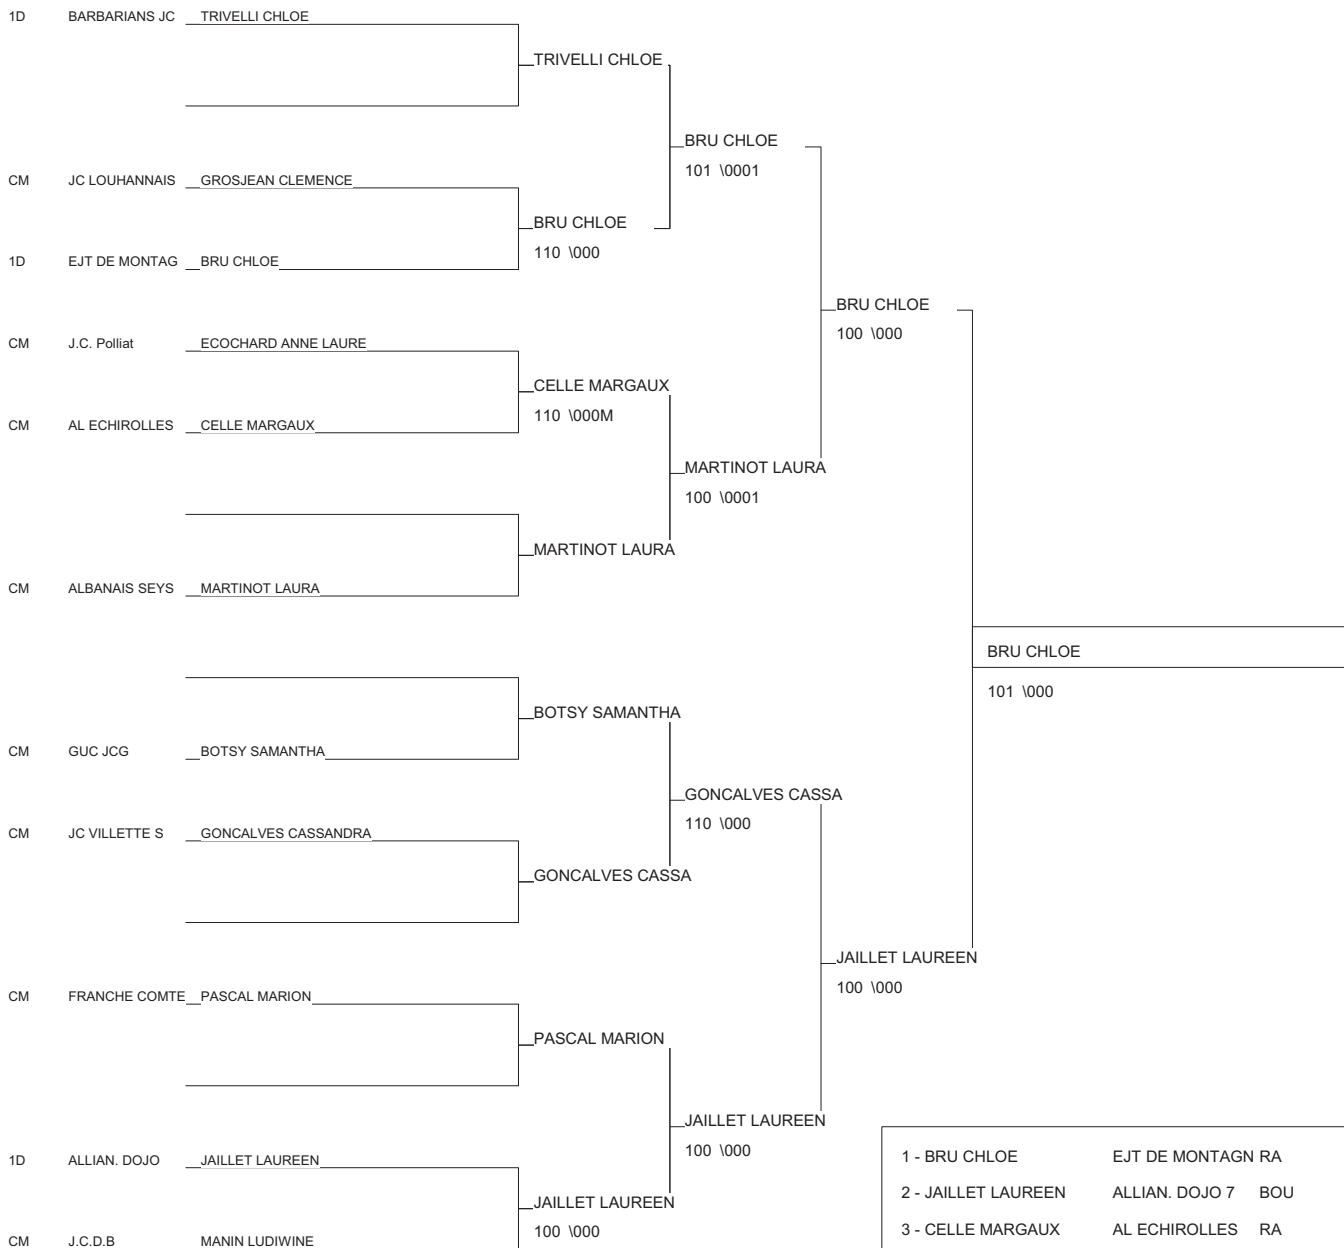 1D BARBARIANS JC TRIVELLI CHLOE
TRIVELLI CHLOE
BRU CHLOE
101 \0001
CM JC LOUHANNAIS GROSJEAN CLEMENCE
BRU CHLOE
110 \000
1D EJT DE MONTAG BRU CHLOE
BRU CHLOE
100 \000
CM J.C. Polliat ECOCHARD ANNE LAURE
CELLE MARGAUX
110 \000M
CM AL ECHIROLLES CELLE MARGAUX
MARTINOT LAURA
100 \0001
MARTINOT LAURA
CM ALBANAIS SEYS MARTINOT LAURA
BRU CHLOE
101 \000
BOTSY SAMANTHA
CM GUC JCG BOTSY SAMANTHA
GONCALVES CASSA
110 \000
CM JC VILLETTE S GONCALVES CASSANDRA
GONCALVES CASSA
JAILLET LAUREEN
100 \000
CM FRANCHE COMTE PASCAL MARION
PASCAL MARION
JAILLET LAUREEN
100 \000
1D ALLIAN. DOJO JAILLET LAUREEN
JAILLET LAUREEN
100 \000
CM J.C.D.B MANIN LUDIWINE
1 - BRU CHLOE EJT DE MONTAGN RA
2 - JAILLET LAUREEN ALLIAN. DOJO 7 BOU
3 - CELLE MARGAUX AL ECHIROLLES RA